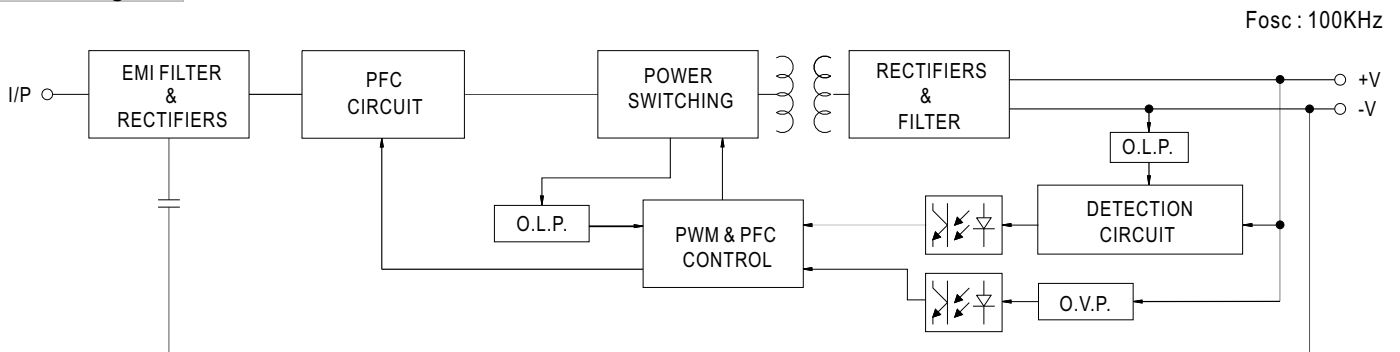 Fosc : 100KHz
I/P
EMI FILTER
&
RECTIFIERS
PFC
CIRCUIT
POWER
SWITCHING
RECTIFIERS
&
FILTER
+V
-V
O.L.P.
O.L.P.
PWM & PFC
CONTROL
DETECTION
CIRCUIT
O.V.P.